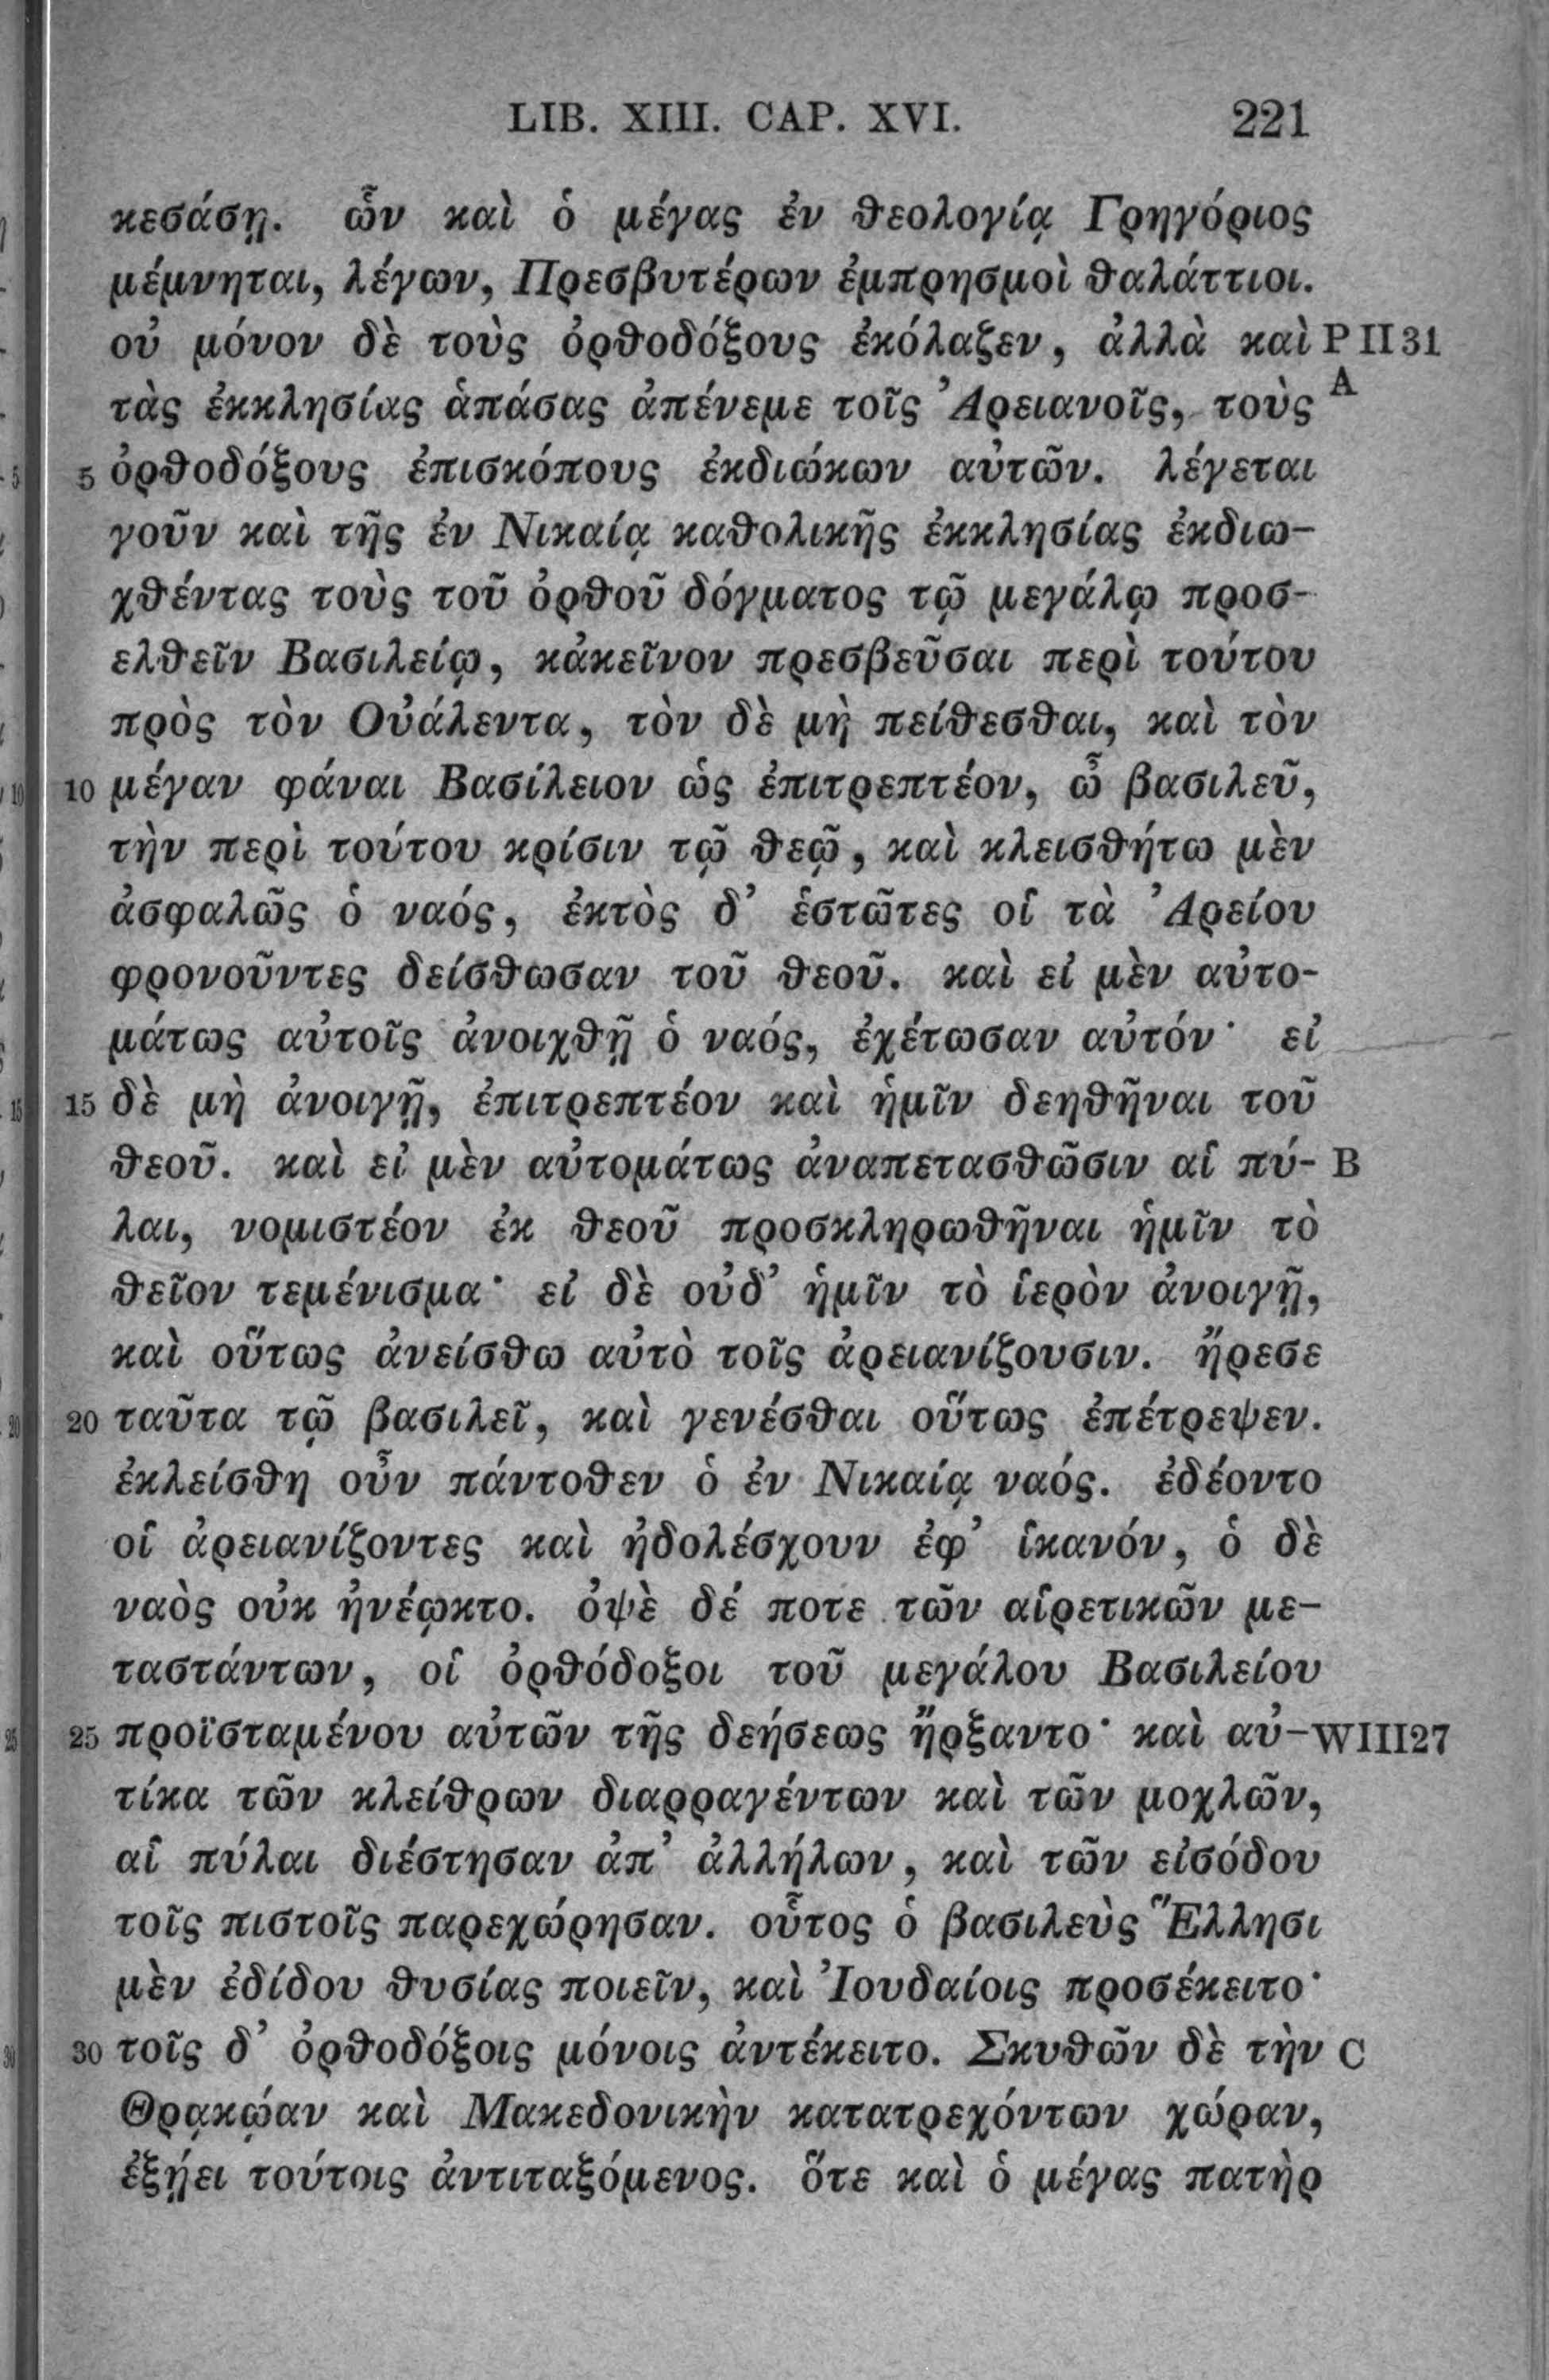 LIB. XIII. CAP. XVI. 221
κεσάσῃ. ὧν καὶ ὁ μέγας ἐν θεολογίᾳ Γρηγόριος
μέμνηται, λέγων, Πρεσβυτέρων ἐμπρησμοὶ θαλάττιοι.
οὐ μόνον δὲ τοὺς ὀρθοδόξους ἐκόλαζεν, ἀλλὰ καὶ P II 31
τὰς ἐκκλησίας ἁπάσας ἀπένεμε τοῖς Ἀρειανοῖς, τοὺς A
5 ὀρθοδόξους ἐπισκόπους ἐκδιώκων αὐτῶν. λέγεται
γοῦν καὶ τῆς ἐν Νικαίᾳ καθολικῆς ἐκκλησίας ἐκδιω-
χθέντας τοὺς τοῦ ὀρθοῦ δόγματος τῷ μεγάλῳ προσ-
ελθεῖν Βασιλείῳ, κἀκεῖνον πρεσβεῦσαι περὶ τούτου
πρὸς τὸν Οὐάλεντα, τὸν δὲ μὴ πείθεσθαι, καὶ τὸν
10 μέγαν φάναι Βασίλειον ὡς ἐπιτρεπτέον, ὦ βασιλεῦ,
τὴν περὶ τούτου κρίσιν τῷ θεῷ, καὶ κλεισθήτω μὲν
ἀσφαλῶς ὁ ναός, ἐκτὸς δ’ ἑστῶτες οἱ τὰ Ἀρείου
φρονοῦντες δείσθωσαν τοῦ θεοῦ. καὶ εἰ μὲν αὐτο-
μάτως αὐτοῖς ἀνοιχθῇ ὁ ναός, ἐχέτωσαν αὐτόν· εἰ
15 δὲ μὴ ἀνοιγῇ, ἐπιτρεπτέον καὶ ἡμῖν δεηθῆναι τοῦ
θεοῦ. καὶ εἰ μὲν αὐτομάτως ἀναπετασθῶσιν αἱ πύ- B
λαι, νομιστέον ἐκ θεοῦ προσκληρωθῆναι ἡμῖν τὸ
θεῖον τεμένισμα· εἰ δὲ οὐδ’ ἡμῖν τὸ ἱερὸν ἀνοιγῇ,
καὶ οὕτως ἀνείσθω αὐτὸ τοῖς ἀρειανίζουσιν. ἤρεσε
20 ταῦτα τῷ βασιλεῖ, καὶ γενέσθαι οὕτως ἐπέτρεψεν.
ἐκλείσθη οὖν πάντοθεν ὁ ἐν Νικαίᾳ ναός. ἐδέοντο
οἱ ἀρειανίζοντες καὶ ἠδολέσχουν ἐφ’ ἱκανόν, ὁ δὲ
ναὸς οὐκ ἠνέῳκτο. ὀψὲ δέ ποτε τῶν αἱρετικῶν με-
ταστάντων, οἱ ὀρθόδοξοι τοῦ μεγάλου Βασιλείου
25 προϊσταμένου αὐτῶν τῆς δεήσεως ἤρξαντο· καὶ αὐ- W III 27
τίκα τῶν κλείθρων διαρραγέντων καὶ τῶν μοχλῶν,
αἱ πύλαι διέστησαν ἀπ’ ἀλλήλων, καὶ τῶν εἰσόδου
τοῖς πιστοῖς παρεχώρησαν. οὗτος ὁ βασιλεὺς Ἕλλησι
μὲν ἐδίδου θυσίας ποιεῖν, καὶ Ἰουδαίοις προσέκειτο·
30 τοῖς δ’ ὀρθοδόξοις μόνοις ἀντέκειτο. Σκυθῶν δὲ τὴν C
Θρᾳκῴαν καὶ Μακεδονικὴν κατατρεχόντων χώραν,
ἐξῄει τούτοις ἀντιταξόμενος. ὅτε καὶ ὁ μέγας πατὴρ